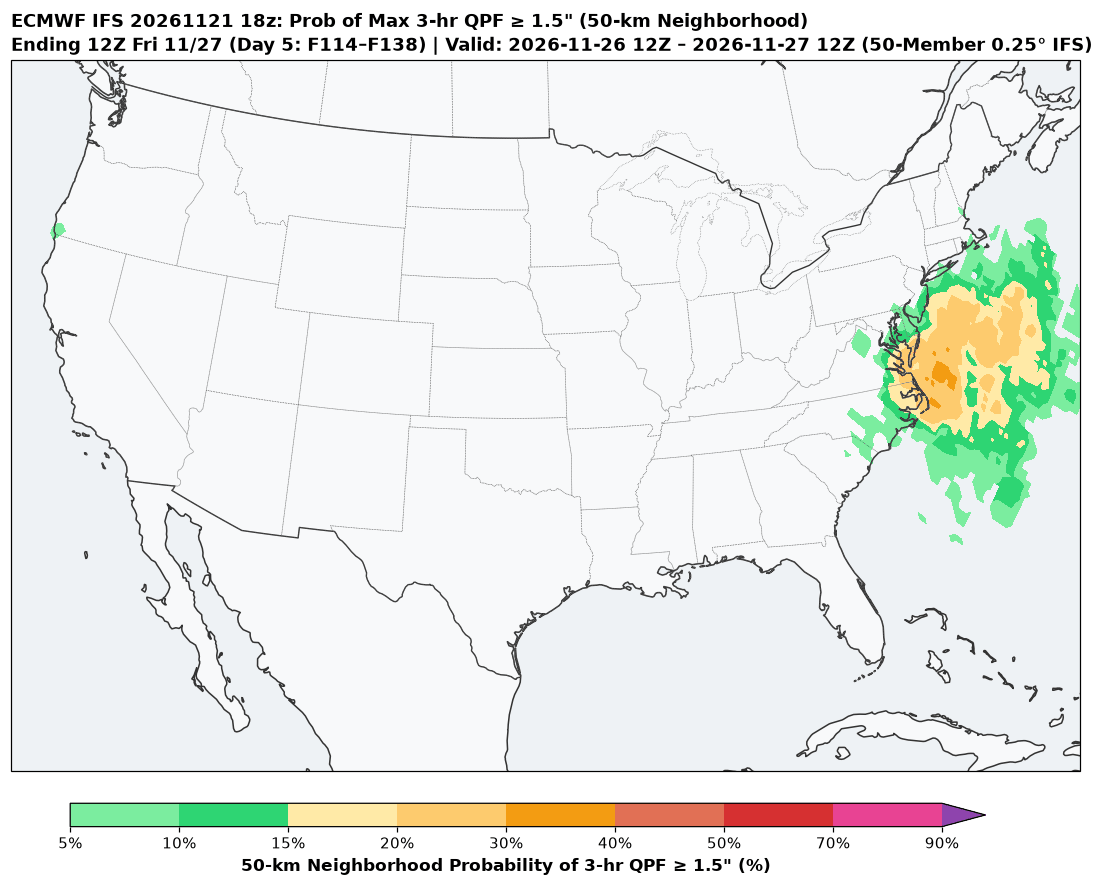 ECMWF IFS 20261121 18z: Prob of Max 3-hr QPF ≥ 1.5" (50-km Neighborhood)
Ending 12Z Fri 11/27 (Day 5: F114–F138) | Valid: 2026-11-26 12Z – 2026-11-27 12Z (50-Member 0.25° IFS)
5% 10% 15% 20% 30% 40% 50% 70% 90%
50-km Neighborhood Probability of 3-hr QPF ≥ 1.5" (%)